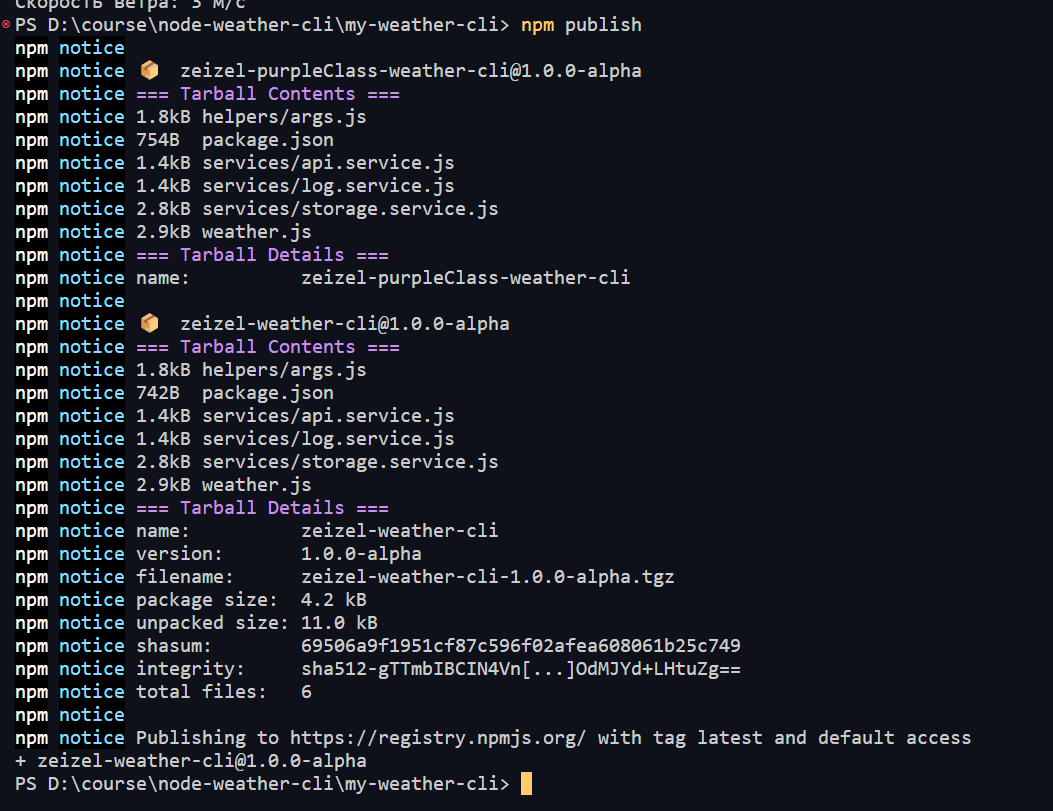 Скорость ветра: 3 м/с
PS D:\course\node-weather-cli\my-weather-cli> npm publish
npm notice
npm notice 📦  zeizel-purpleClass-weather-cli@1.0.0-alpha
npm notice === Tarball Contents ===
npm notice 1.8kB helpers/args.js
npm notice 754B  package.json
npm notice 1.4kB services/api.service.js
npm notice 1.4kB services/log.service.js
npm notice 2.8kB services/storage.service.js
npm notice 2.9kB weather.js
npm notice === Tarball Details ===
npm notice name:          zeizel-purpleClass-weather-cli
npm notice
npm notice 📦  zeizel-weather-cli@1.0.0-alpha
npm notice === Tarball Contents ===
npm notice 1.8kB helpers/args.js
npm notice 742B  package.json
npm notice 1.4kB services/api.service.js
npm notice 1.4kB services/log.service.js
npm notice 2.8kB services/storage.service.js
npm notice 2.9kB weather.js
npm notice === Tarball Details ===
npm notice name:          zeizel-weather-cli
npm notice version:       1.0.0-alpha
npm notice filename:      zeizel-weather-cli-1.0.0-alpha.tgz
npm notice package size:  4.2 kB
npm notice unpacked size: 11.0 kB
npm notice shasum:        69506a9f1951cf87c596f02afea608061b25c749
npm notice integrity:     sha512-gTTmbIBCIN4Vn[...]OdMJYd+LHtuZg==
npm notice total files:   6
npm notice
npm notice Publishing to https://registry.npmjs.org/ with tag latest and default access
+ zeizel-weather-cli@1.0.0-alpha
PS D:\course\node-weather-cli\my-weather-cli>